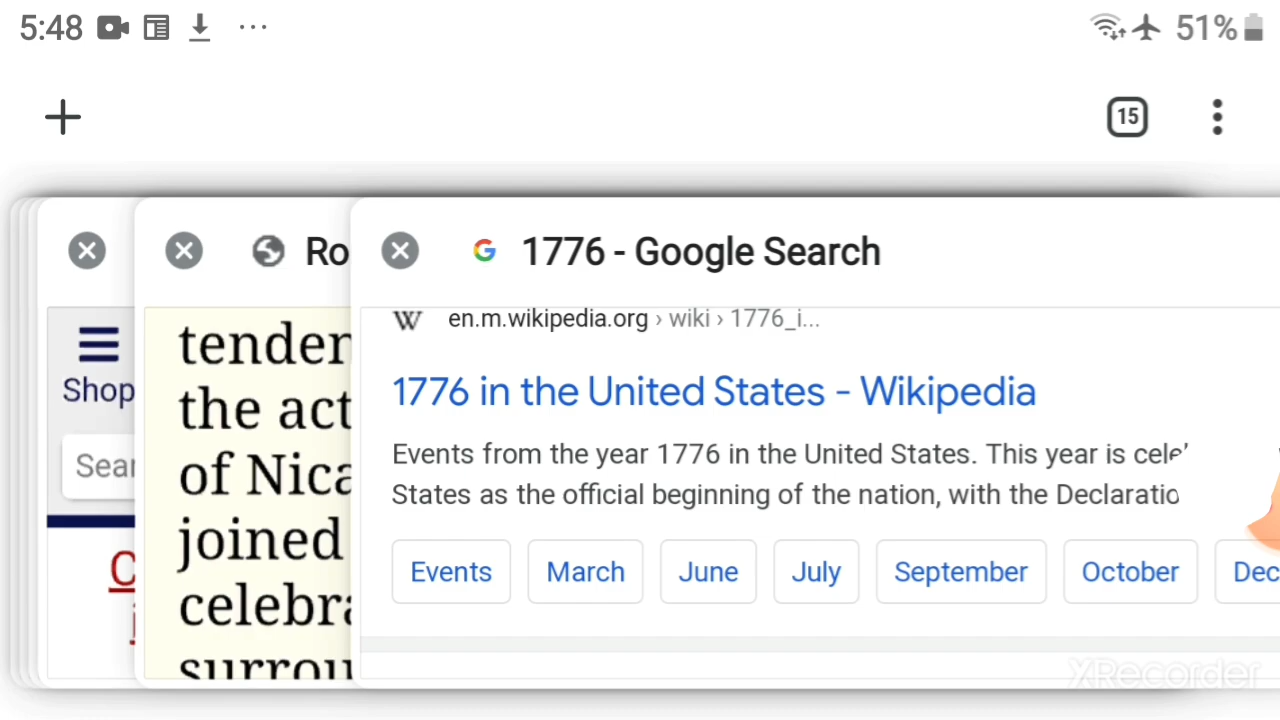 5:48
51%
15
Ro
1776 - Google Search
en.m.wikipedia.org › wiki › 1776_i...
1776 in the United States - Wikipedia
Events from the year 1776 in the United States. This year is cele
States as the official beginning of the nation, with the Declaratio
Events March June July September October Dec
Shop
Sear
tender
the act
of Nica
joined
celebra
surrou
XRecorder